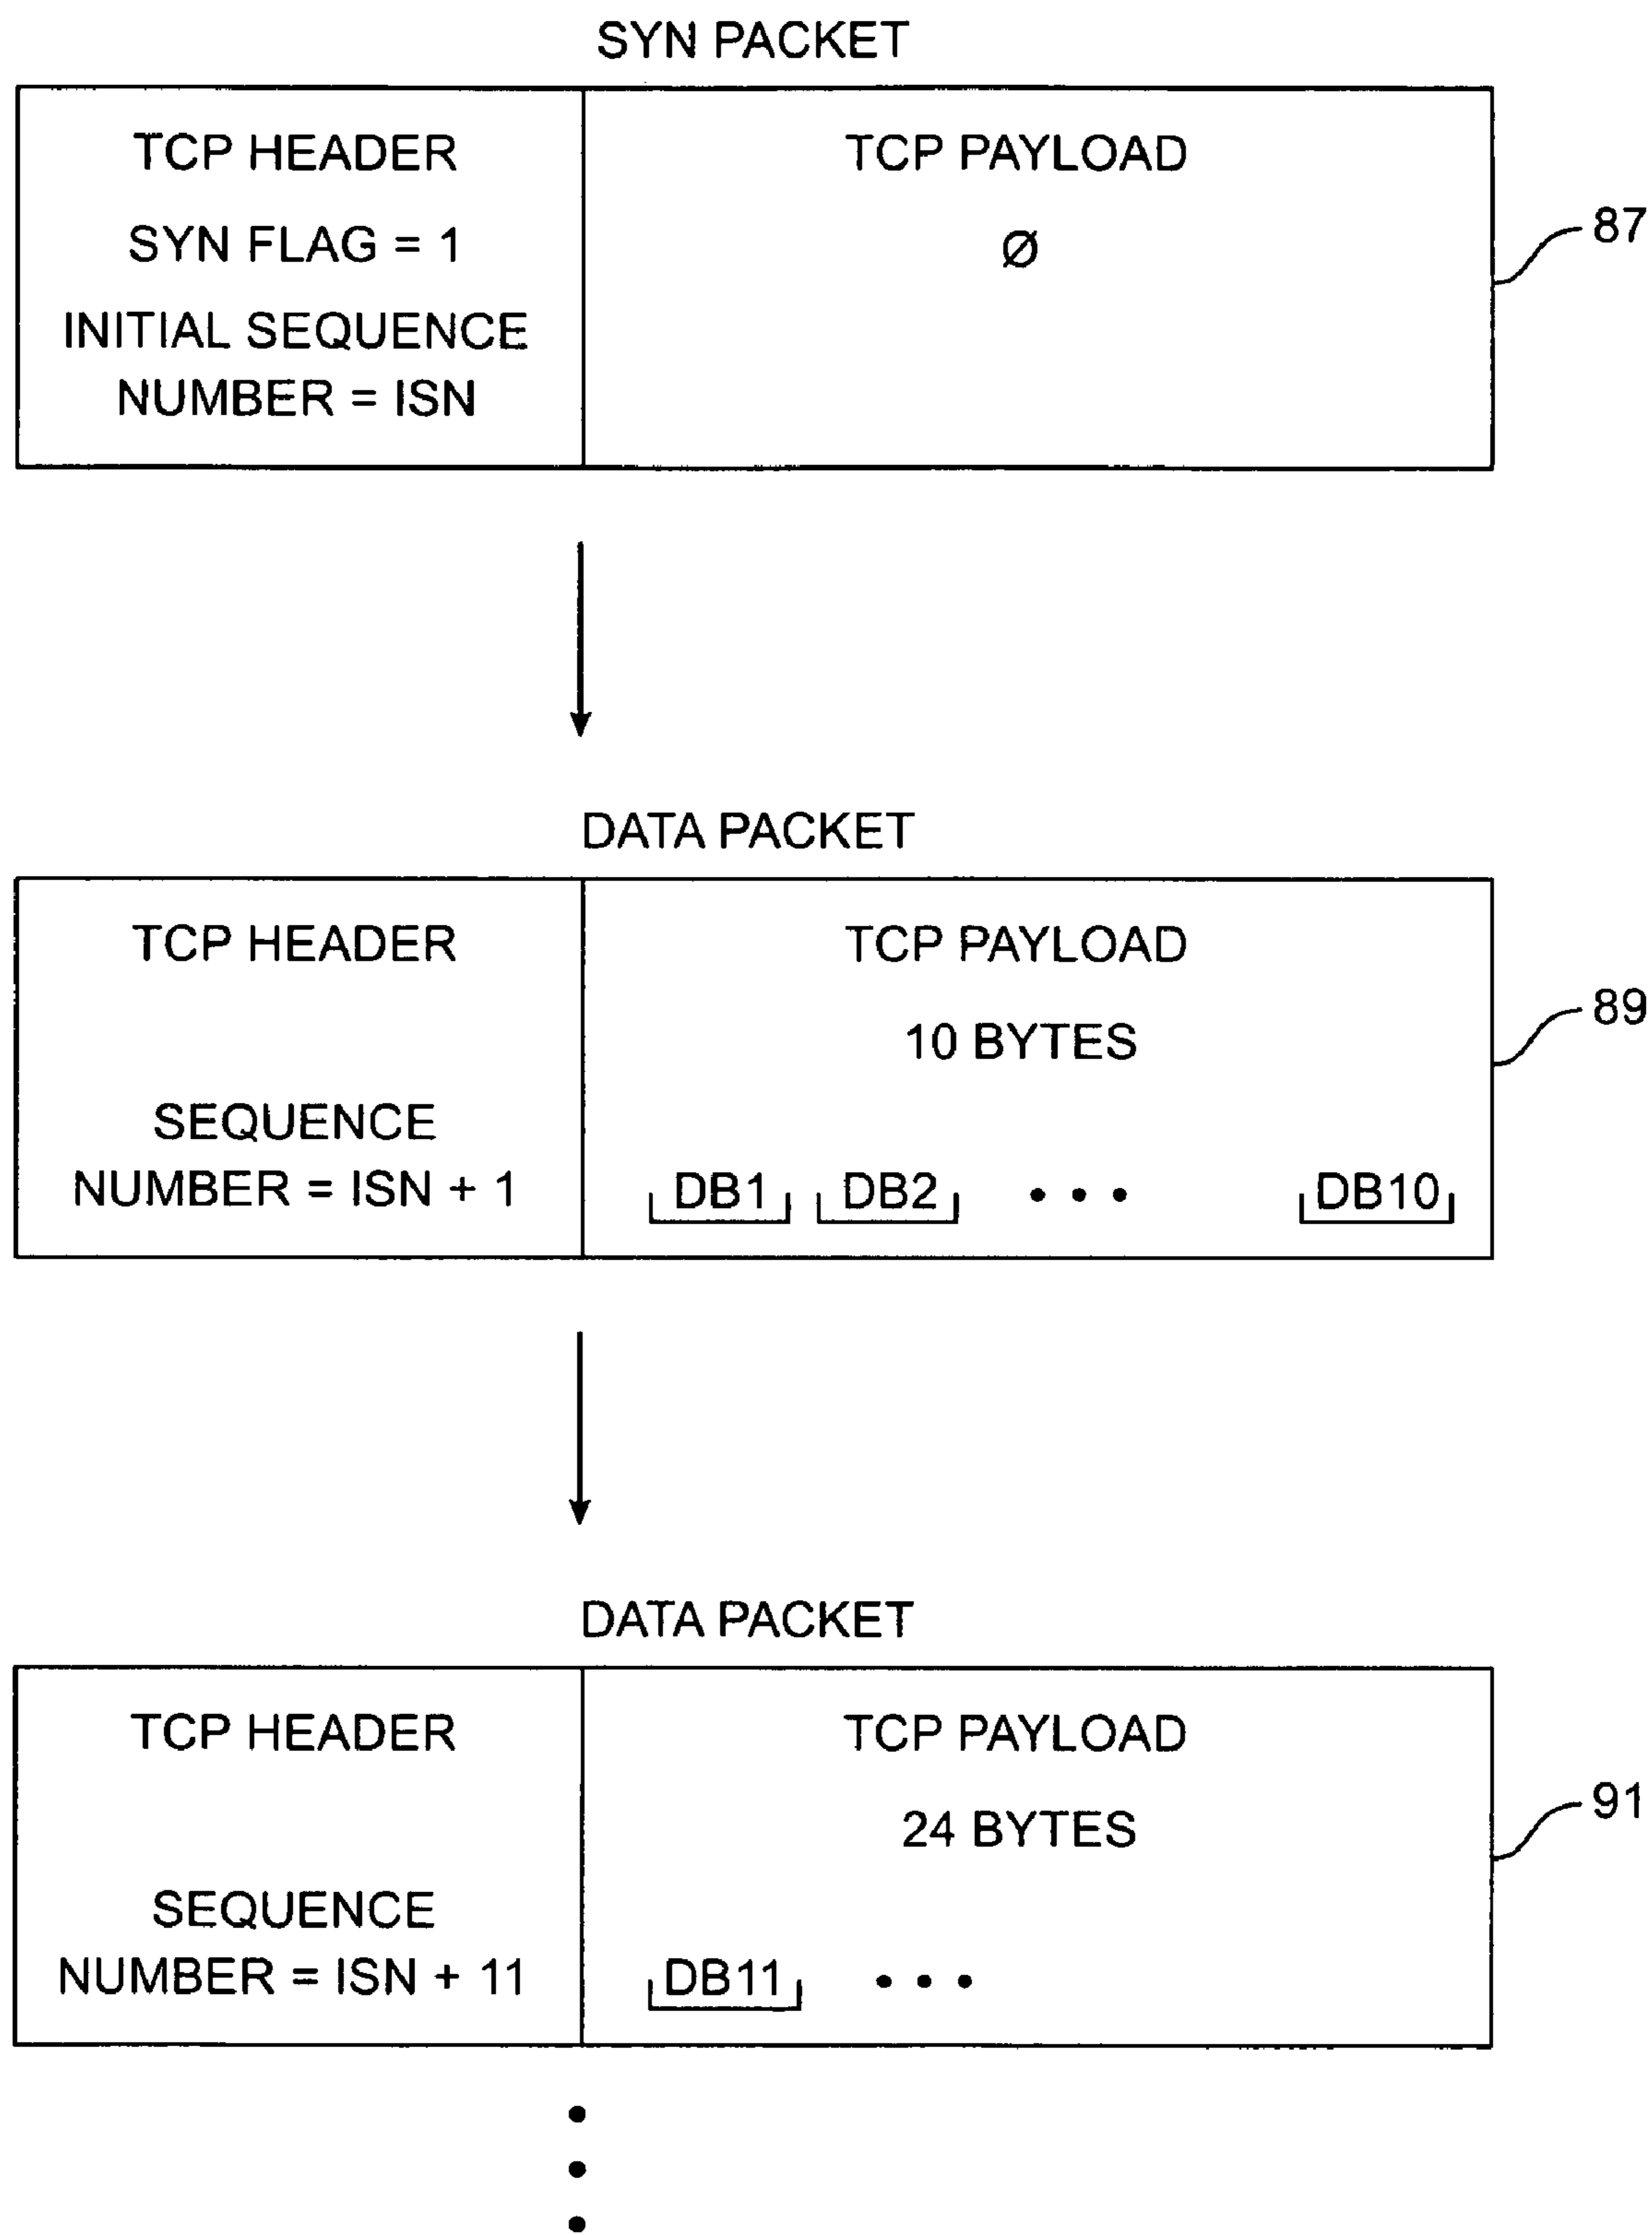 SYN PACKET
TCP HEADER
TCP PAYLOAD
SYN FLAG = 1
Ø
87
INITIAL SEQUENCE
NUMBER = ISN
DATA PACKET
TCP HEADER
TCP PAYLOAD
89
10 BYTES
SEQUENCE
NUMBER = ISN + 1
DB1 DB2 • • • DB10
DATA PACKET
TCP HEADER
TCP PAYLOAD
91
24 BYTES
SEQUENCE
NUMBER = ISN + 11
DB11 • • •